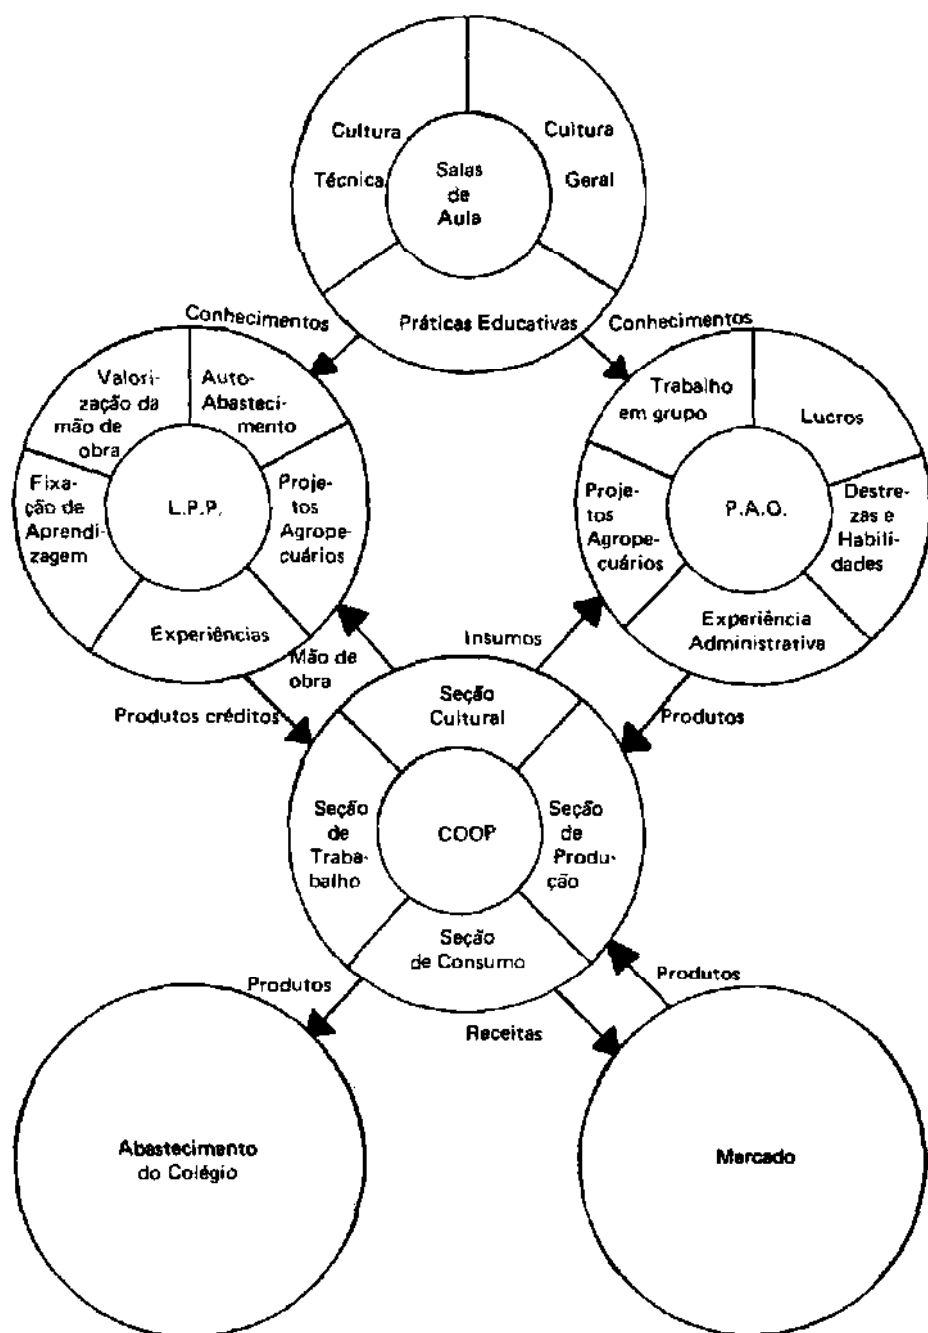 Cultura
Técnica
Cultura
Geral
Salas
de
Aula
Práticas Educativas
Conhecimentos
Conhecimentos
Valori-
zação da
mão de
obra
Auto-
Abasteci-
mento
Fixa-
ção de
Aprendi-
zagem
L.P.P.
Proje-
tos
Agrope-
cuários
Experiências
Trabalho
em grupo
Lucros
Proje-
tos
Agrope-
cuários
P.A.O.
Destre-
zas e
Habili-
dades
Experiência
Administrativa
Mão de
obra
Insumos
Produtos créditos
Produtos
Seção
Cultural
Seção
de
Traba-
balho
COOP
Seção
de
Produ-
ção
Seção
de Consumo
Produtos
Receitas
Produtos
Abastecimento
do Colégio
Mercado